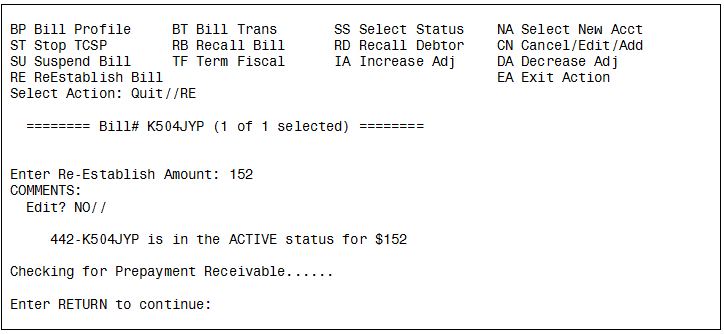 BP Bill Profile     BT Bill Trans       SS Select Status    NA Select New Acct
ST Stop TCSP        RB Recall Bill      RD Recall Debtor    CN Cancel/Edit/Add
SU Suspend Bill     TF Term Fiscal      IA Increase Adj     DA Decrease Adj
RE ReEstablish Bill                                         EA Exit Action
Select Action: Quit//RE
======== Bill# K504JYP (1 of 1 selected) ========
Enter Re-Establish Amount: 152
COMMENTS:
Edit? NO//
442-K504JYP is in the ACTIVE status for $152
Checking for Prepayment Receivable......
Enter RETURN to continue: